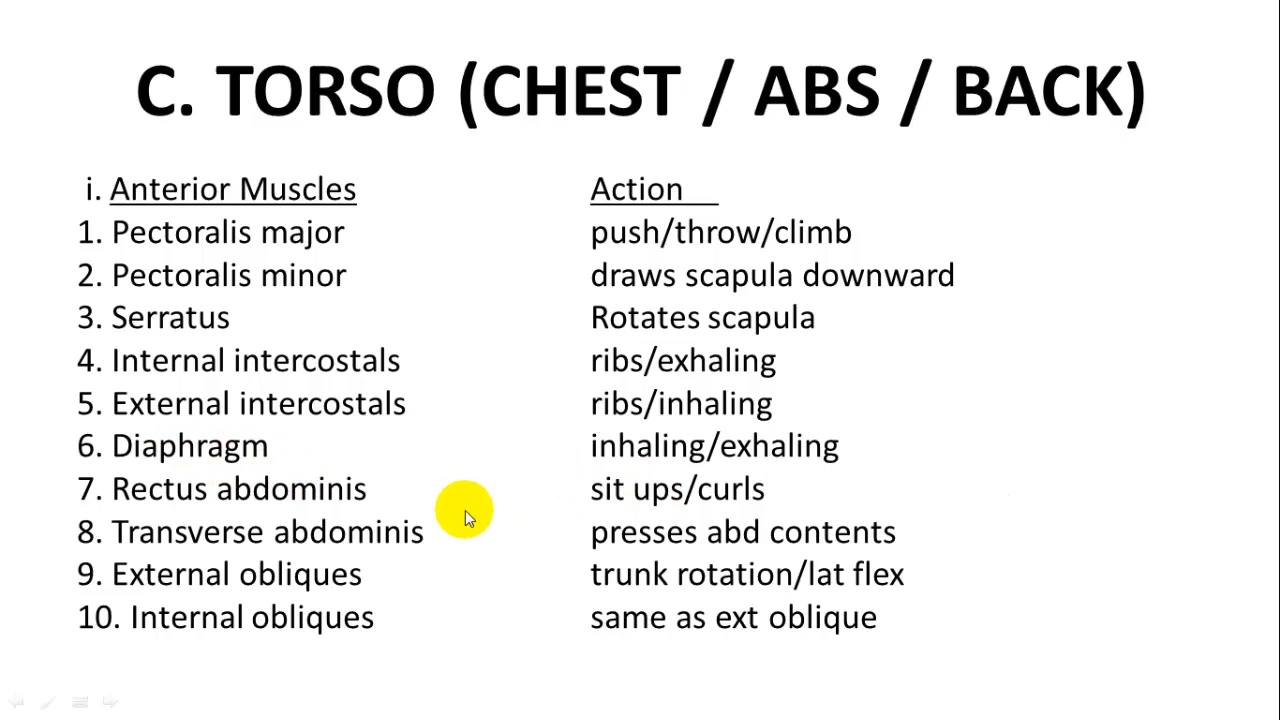 C. TORSO (CHEST / ABS / BACK)
i. Anterior Muscles Action
1. Pectoralis major push/throw/climb
2. Pectoralis minor draws scapula downward
3. Serratus Rotates scapula
4. Internal intercostals ribs/exhaling
5. External intercostals ribs/inhaling
6. Diaphragm inhaling/exhaling
7. Rectus abdominis sit ups/curls
8. Transverse abdominis presses abd contents
9. External obliques trunk rotation/lat flex
10. Internal obliques same as ext oblique